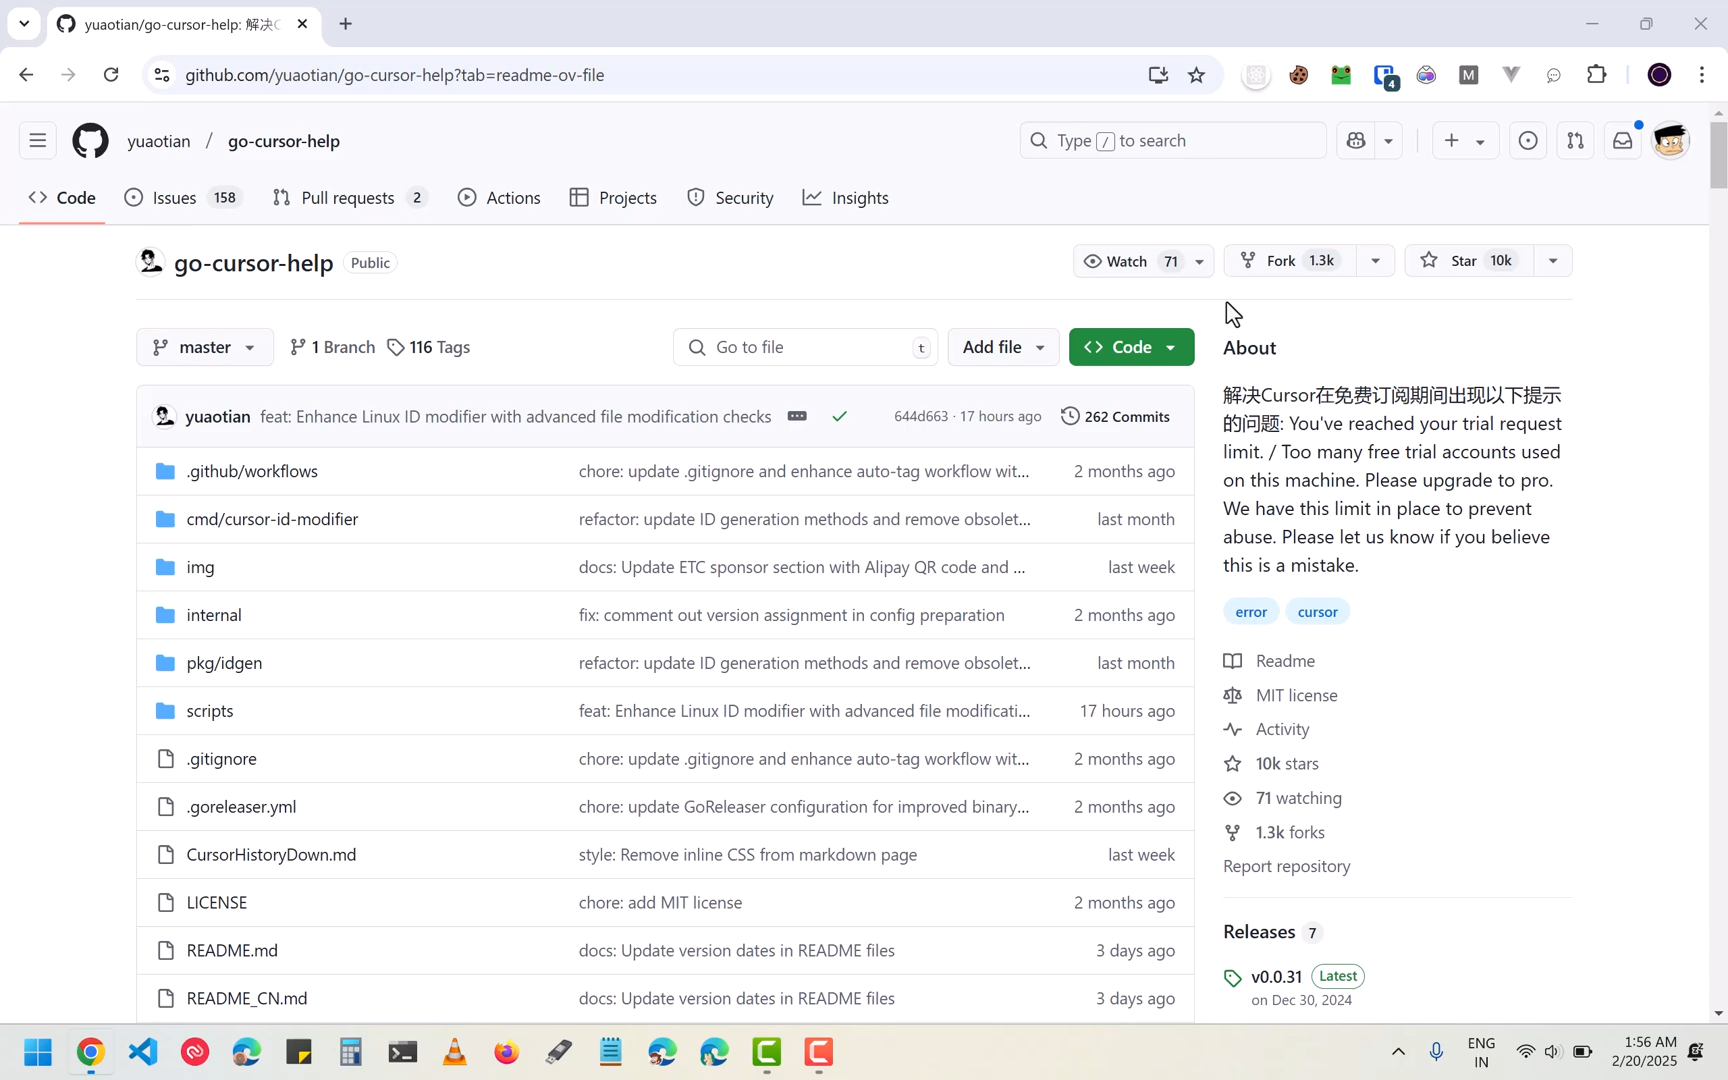 yuaotian/go-cursor-help: 解决C
github.com/yuaotian/go-cursor-help?tab=readme-ov-file
4
M
yuaotian / go-cursor-help
Type / to search
Code
Issues 158
Pull requests 2
Actions
Projects
Security
Insights
go-cursor-help Public
Watch 71
Fork 1.3k
Star 10k
master
1 Branch
116 Tags
Go to file t
Add file
Code
yuaotian feat: Enhance Linux ID modifier with advanced file modification checks 644d663 · 17 hours ago 262 Commits
.github/workflows chore: update .gitignore and enhance auto-tag workflow wit... 2 months ago
cmd/cursor-id-modifier refactor: update ID generation methods and remove obsolet... last month
img docs: Update ETC sponsor section with Alipay QR code and ... last week
internal fix: comment out version assignment in config preparation 2 months ago
pkg/idgen refactor: update ID generation methods and remove obsolet... last month
scripts feat: Enhance Linux ID modifier with advanced file modificati... 17 hours ago
.gitignore chore: update .gitignore and enhance auto-tag workflow wit... 2 months ago
.goreleaser.yml chore: update GoReleaser configuration for improved binary... 2 months ago
CursorHistoryDown.md style: Remove inline CSS from markdown page last week
LICENSE chore: add MIT license 2 months ago
README.md docs: Update version dates in README files 3 days ago
README_CN.md docs: Update version dates in README files 3 days ago
About
解决Cursor在免费订阅期间出现以下提示
的问题: You've reached your trial request
limit. / Too many free trial accounts used
on this machine. Please upgrade to pro.
We have this limit in place to prevent
abuse. Please let us know if you believe
this is a mistake.
error cursor
Readme
MIT license
Activity
10k stars
71 watching
1.3k forks
Report repository
Releases 7
v0.0.31 Latest
on Dec 30, 2024
ENG
IN
1:56 AM
2/20/2025